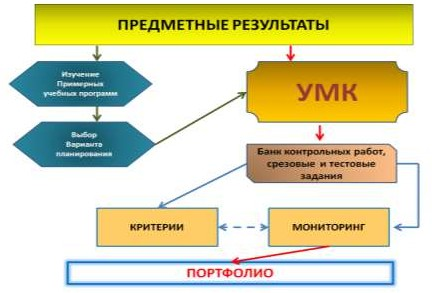 ПРЕДМЕТНЫЕ РЕЗУЛЬТАТЫ
Изучение
Примерных
учебных программ
УМК
Выбор
Варианта
планирования
Банк контрольных работ,
срезовые и тестовые
задания
КРИТЕРИИ
МОНИТОРИНГ
ПОРТФОЛИО